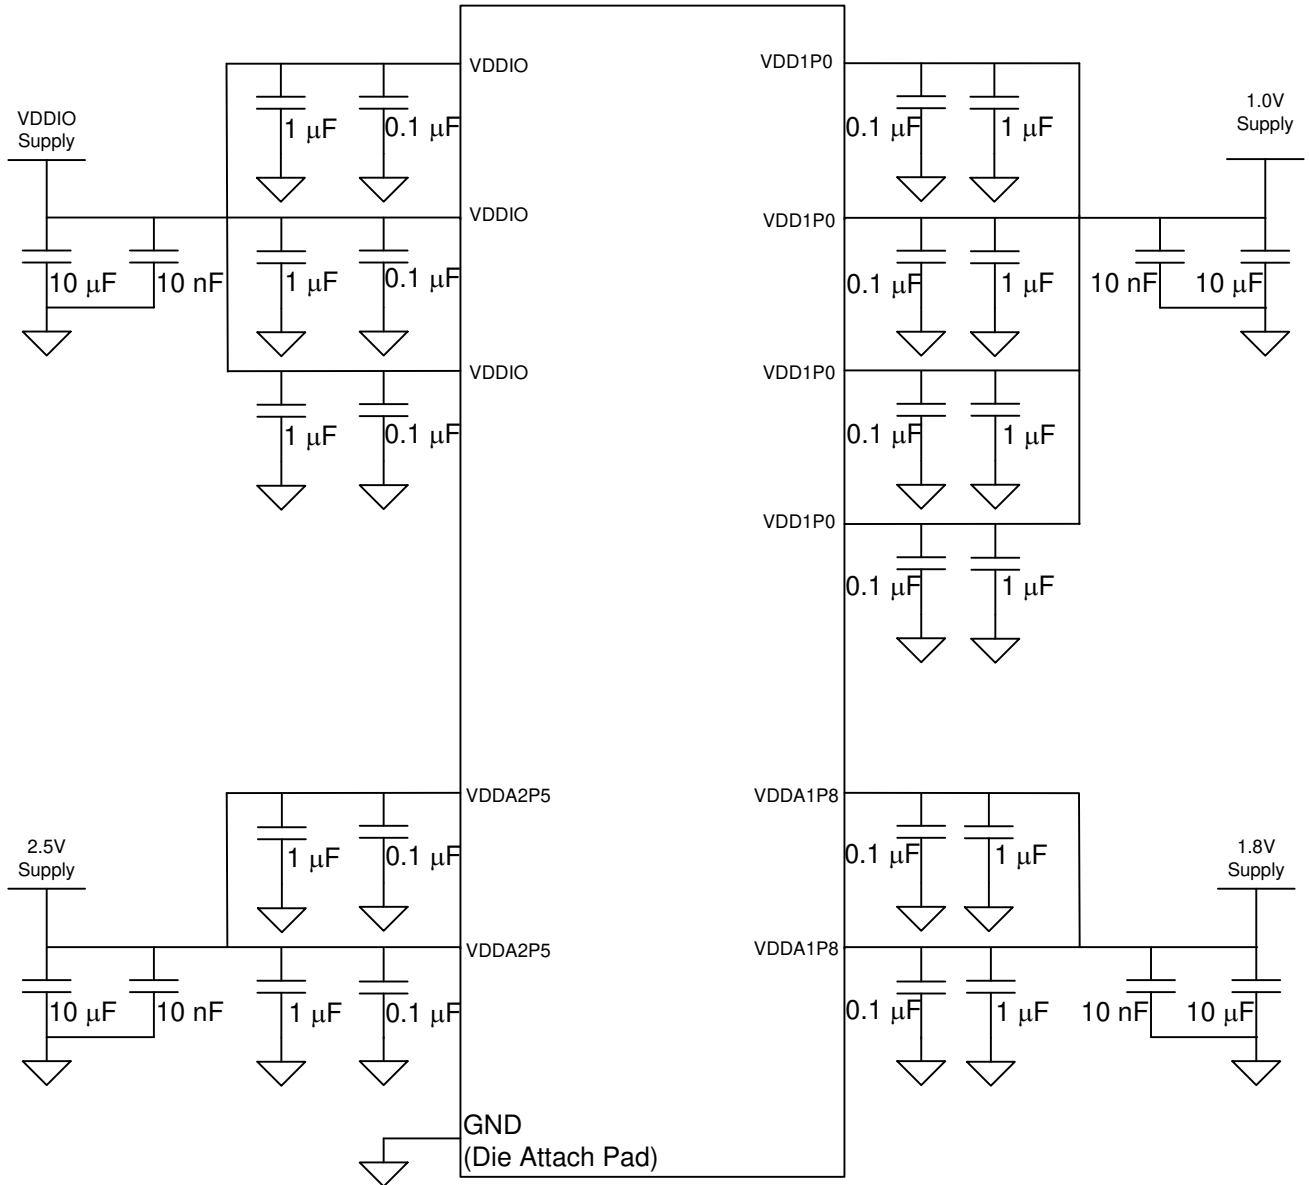 VDDIO
VDD1P0
VDDIO
Supply
1 μF
0.1 μF
0.1 μF
1 μF
1.0V
Supply
VDDIO
VDD1P0
10 μF
10 nF
1 μF
0.1 μF
0.1 μF
1 μF
10 nF
10 μF
VDDIO
VDD1P0
1 μF
0.1 μF
0.1 μF
1 μF
VDD1P0
0.1 μF
1 μF
VDDA2P5
VDDA1P8
2.5V
Supply
1 μF
0.1 μF
0.1 μF
1 μF
1.8V
Supply
VDDA2P5
VDDA1P8
10 μF
10 nF
1 μF
0.1 μF
0.1 μF
1 μF
10 nF
10 μF
GND
(Die Attach Pad)